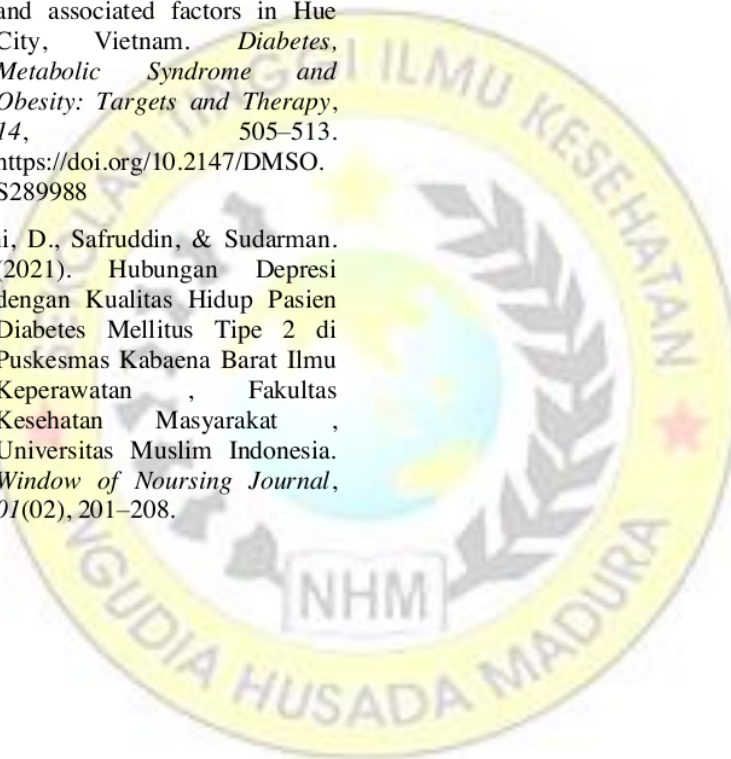 and associated factors in Hue
City, Vietnam. Diabetes,
Metabolic Syndrome and
Obesity: Targets and Therapy,
14, 505–513.
https://doi.org/10.2147/DMSO.
S289988
i, D., Safruddin, & Sudarman.
(2021). Hubungan Depresi
dengan Kualitas Hidup Pasien
Diabetes Mellitus Tipe 2 di
Puskesmas Kabaena Barat Ilmu
Keperawatan , Fakultas
Kesehatan Masyarakat ,
Universitas Muslim Indonesia.
Window of Noursing Journal,
01(02), 201–208.
SEKOLAH TINGGI ILMU KESEHATAN
NGUDIA HUSADA MADURA
NHM